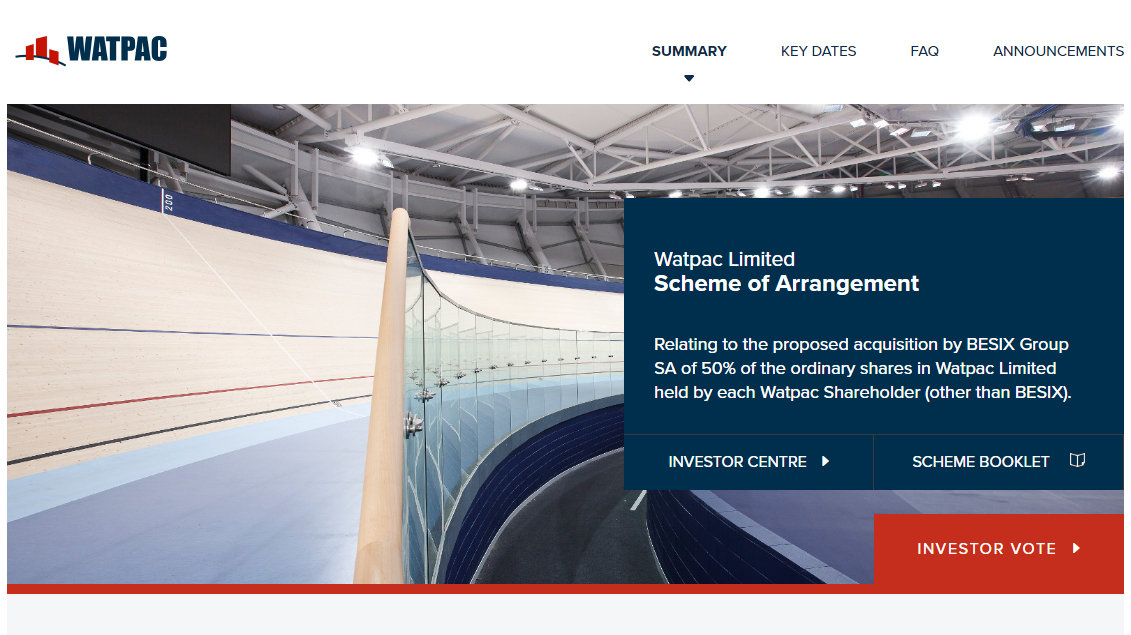 WATPAC
SUMMARY
KEY DATES
FAQ
ANNOUNCEMENTS
200
Watpac Limited
Scheme of Arrangement
Relating to the proposed acquisition by BESIX Group
SA of 50% of the ordinary shares in Watpac Limited
held by each Watpac Shareholder (other than BESIX).
INVESTOR CENTRE
SCHEME BOOKLET
INVESTOR VOTE